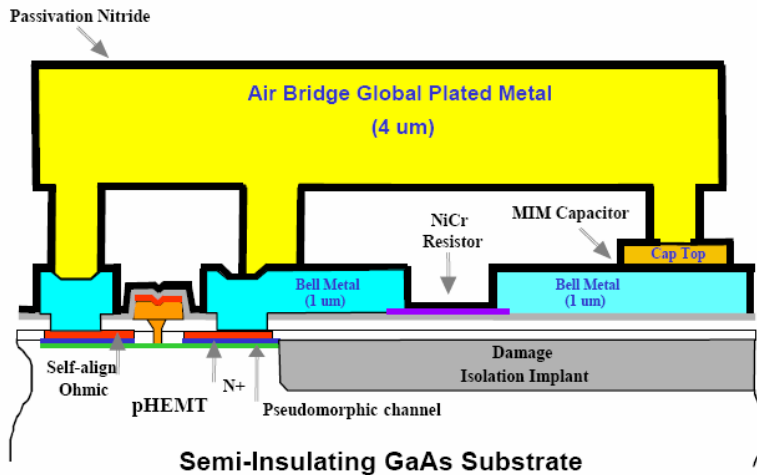 Passivation Nitride
Air Bridge Global Plated Metal
(4 um)
NiCr
Resistor
MIM Capacitor
Cap Top
Bell Metal
(1 um)
Bell Metal
(1 um)
Self-align
Ohmic
pHEMT
N+
Pseudomorphic channel
Damage
Isolation Implant
Semi-Insulating GaAs Substrate